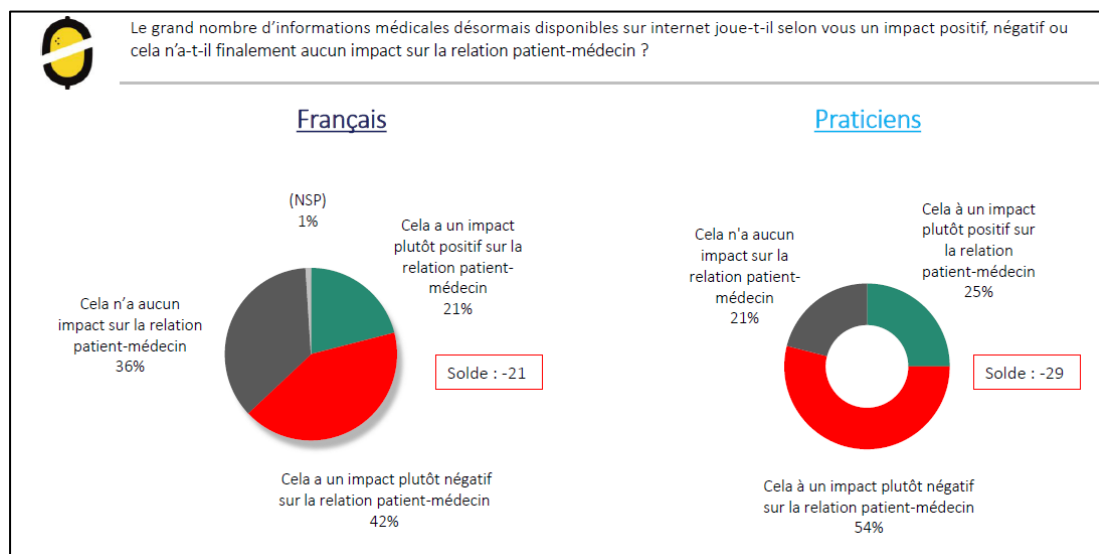 Le grand nombre d'informations médicales désormais disponibles sur internet joue-t-il selon vous un impact positif, négatif ou
cela n'a-t-il finalement aucun impact sur la relation patient-médecin ?
Français
(NSP)
1%
Cela a un impact
plutôt positif sur la
relation patient-
médecin
21%
Cela n'a aucun
impact sur la relation
patient-médecin
36%
Solde : -21
Cela a un impact plutôt négatif
sur la relation patient-médecin
42%
Praticiens
Cela à un impact
plutôt positif sur
la relation
patient-médecin
25%
Cela n'a aucun
impact sur la
relation patient-
médecin
21%
Solde : -29
Cela à un impact plutôt négatif
sur la relation patient-médecin
54%